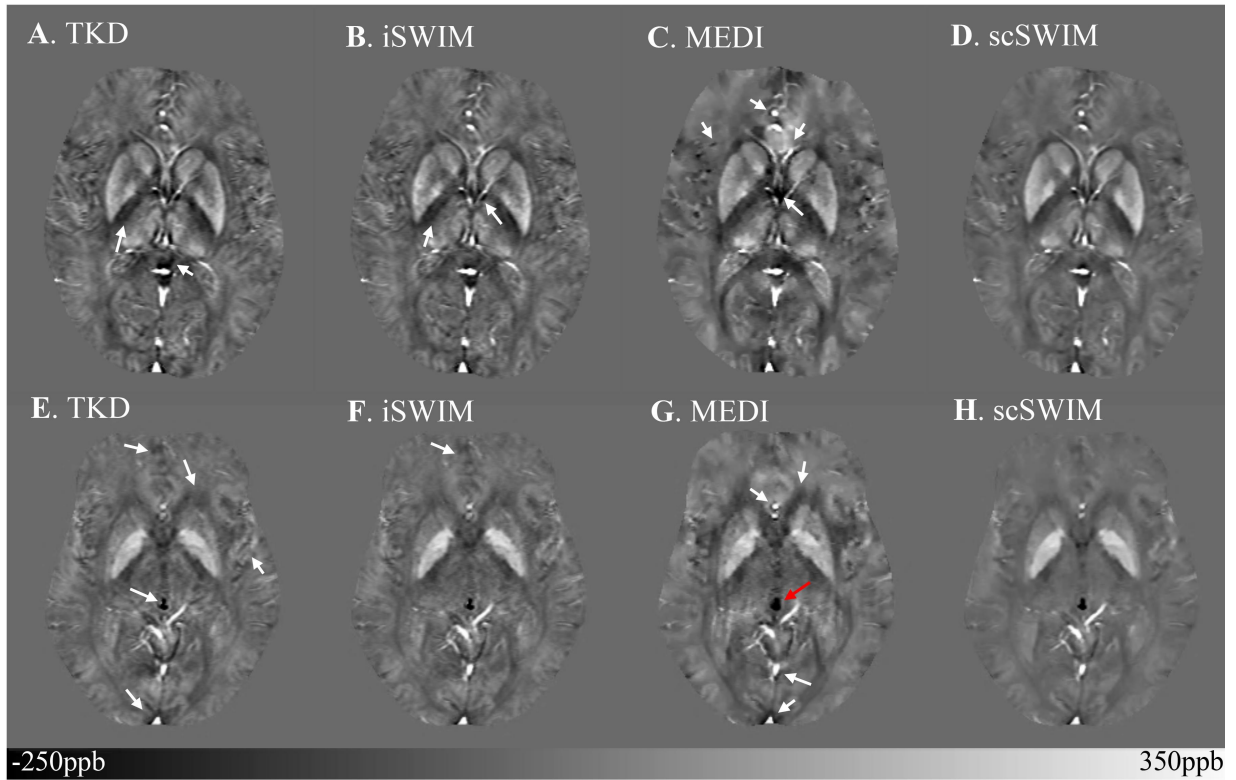 A. TKD
B. iSWIM
C. MEDI
D. scSWIM
E. TKD
F. iSWIM
G. MEDI
H. scSWIM
-250ppb
350ppb